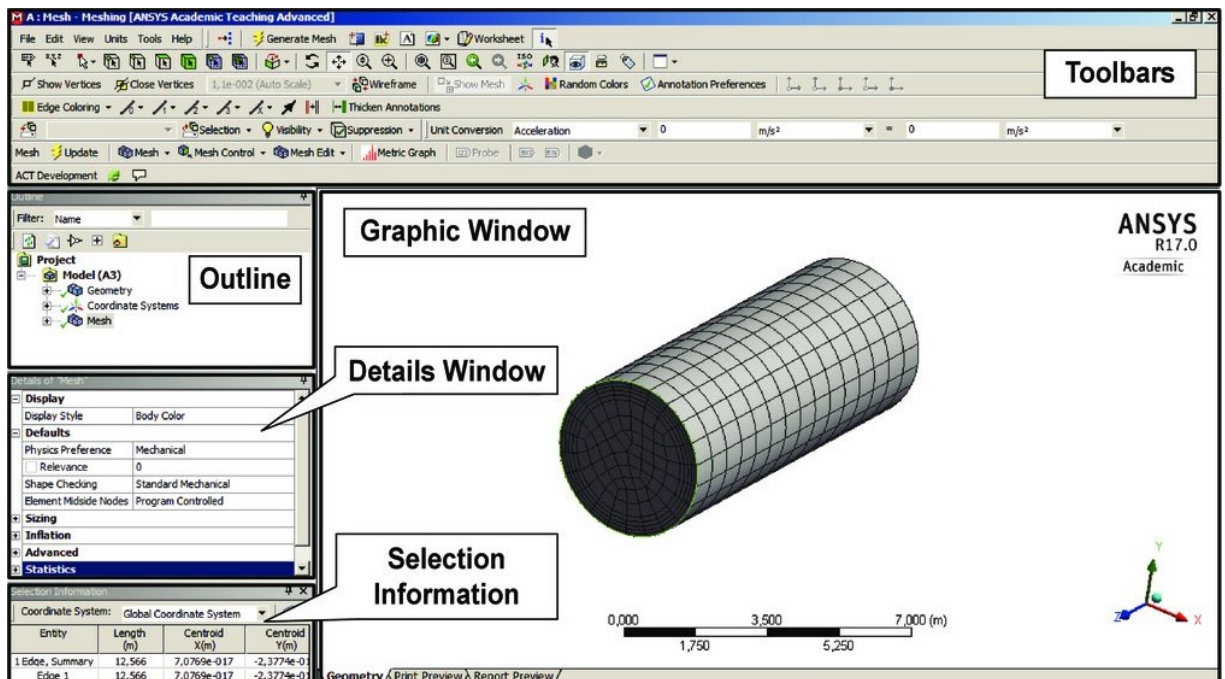 A : Mesh - Meshing [ANSYS Academic Teaching Advanced]
File Edit View Units Tools Help Generate Mesh A Worksheet
ISO
Show Vertices Close Vertices 1,1e-002 (Auto Scale) Wireframe Show Mesh Random Colors Annotation Preferences
Toolbars
Edge Coloring Thicken Annotations
Selection Visibility Suppression Unit Conversion Acceleration 0 m/s² = 0 m/s²
Mesh Update Mesh Mesh Control Mesh Edit Metric Graph Probe
ACT Development
Outline
Filter: Name
Project
Model (A3)
Geometry
Coordinate Systems
Mesh
Outline
Graphic Window
ANSYS
R17.0
Academic
Details Window
Details of "Mesh"
Display
Display Style Body Color
Defaults
Physics Preference Mechanical
Relevance 0
Shape Checking Standard Mechanical
Element Midside Nodes Program Controlled
Sizing
Inflation
Advanced
Statistics
Selection
Information
Selection Information
Coordinate System: Global Coordinate System
Entity Length (m) Centroid X(m) Centroid Y(m)
1 Edge, Summary 12,566 7,0769e-017 -2,3774e-01
Edge 1 12,566 7,0769e-017 -2,3774e-01
0,000 3,500 7,000 (m)
1,750 5,250
Y
Z X
Geometry Print Preview Report Preview